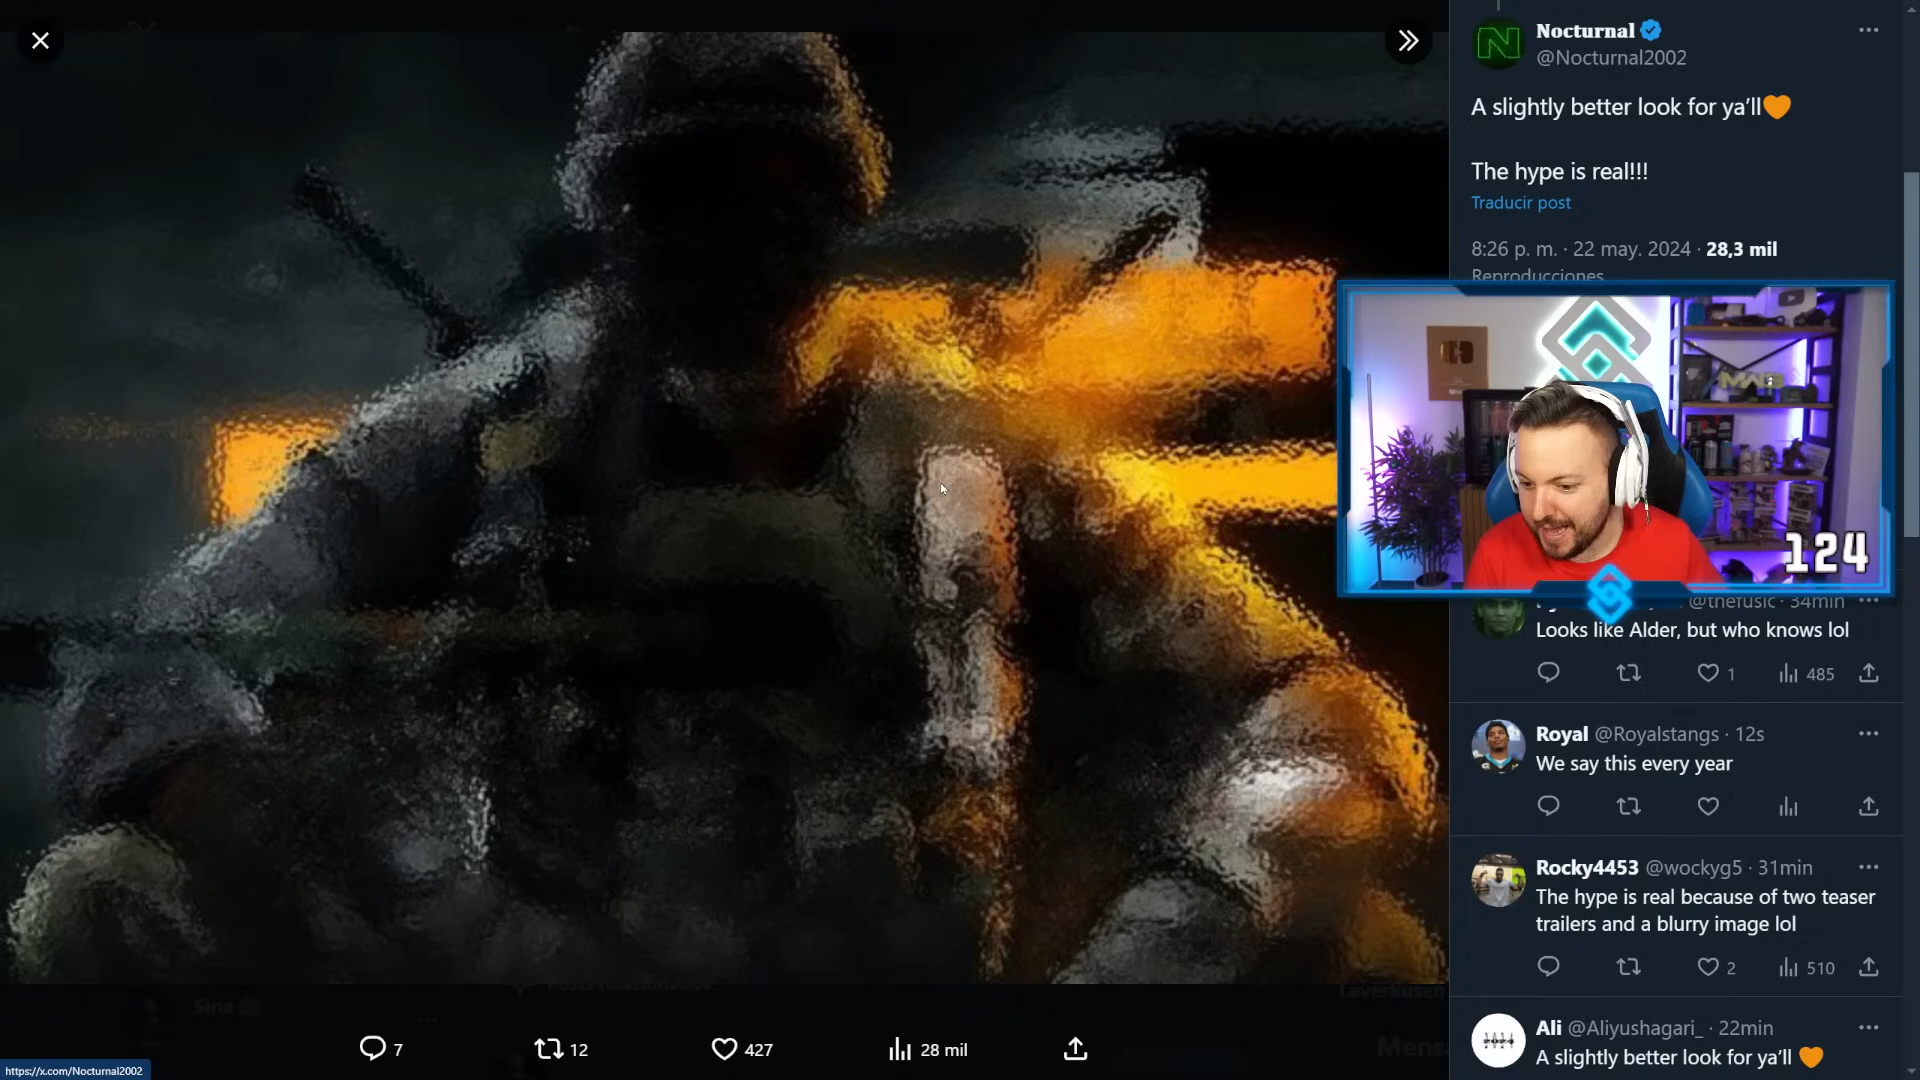 Nocturnal
@Nocturnal2002
A slightly better look for ya'll🧡
The hype is real!!!
Traducir post
8:26 p. m. · 22 may. 2024 · 28,3 mil
Reproducciones
MWB
124
@thefusic · 34min
Looks like Alder, but who knows lol
1
485
Royal @Royalstangs · 12s
We say this every year
Rocky4453 @wockyg5 · 31min
The hype is real because of two teaser
trailers and a blurry image lol
2
510
Ali @Aliyushagari_ · 22min
A slightly better look for ya'll 🧡
Sina
Leverkusen
7
12
427
28 mil
https://x.com/Nocturnal2002